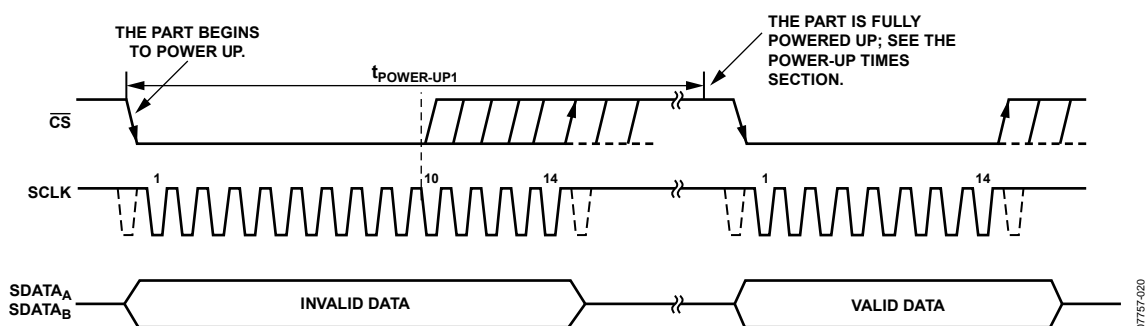 THE PART BEGINS
TO POWER UP.
THE PART IS FULLY
POWERED UP; SEE THE
POWER-UP TIMES
SECTION.
tPOWER-UP1
CS
SCLK
1
10
14
1
14
SDATAA
SDATAB
INVALID DATA
VALID DATA
07757-020